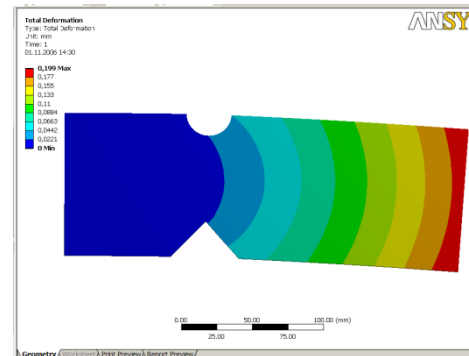 Total Deformation
Type: Total Deformation
Unit: mm
Time: 1
01.11.2006 14:30
ANSY
0,199 Max
0,177
0,155
0,133
0,11
0,0884
0,0663
0,0442
0,0221
0 Min
0.00 50.00 100.00 (mm)
25.00 75.00
Geometry Worksheet Print Preview Report Preview